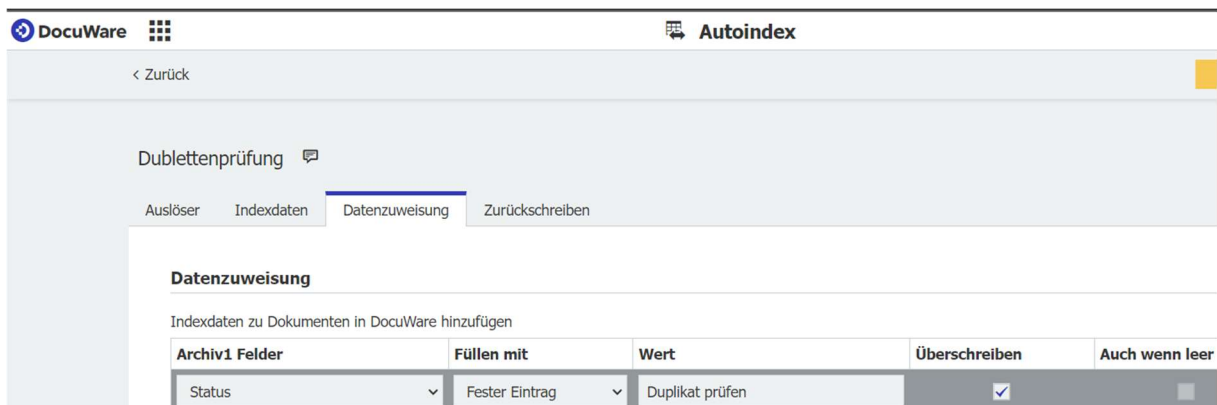 DocuWare Autoindex
< Zurück
Dublettenprüfung
Auslöser Indexdaten Datenzuweisung Zurückschreiben
Datenzuweisung
Indexdaten zu Dokumenten in DocuWare hinzufügen
Archiv1 Felder Füllen mit Wert Überschreiben Auch wenn leer
Status Fester Eintrag Duplikat prüfen